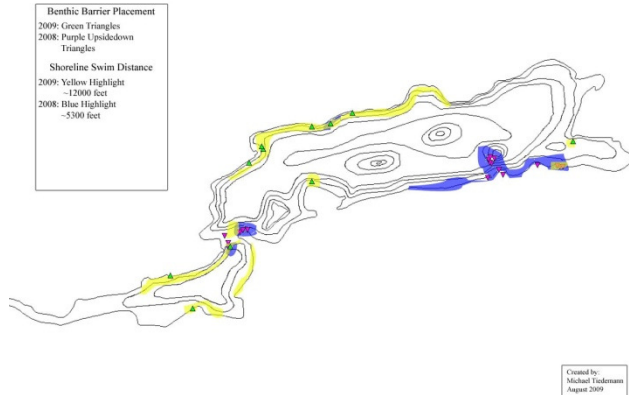 Benthic Barrier Placement
2009: Green Triangles
2008: Purple Upsidedown
Triangles
Shoreline Swim Distance
2009: Yellow Highlight
~12000 feet
2008: Blue Highlight
~5300 feet
Created by:
Michael Tiedemann
August 2009